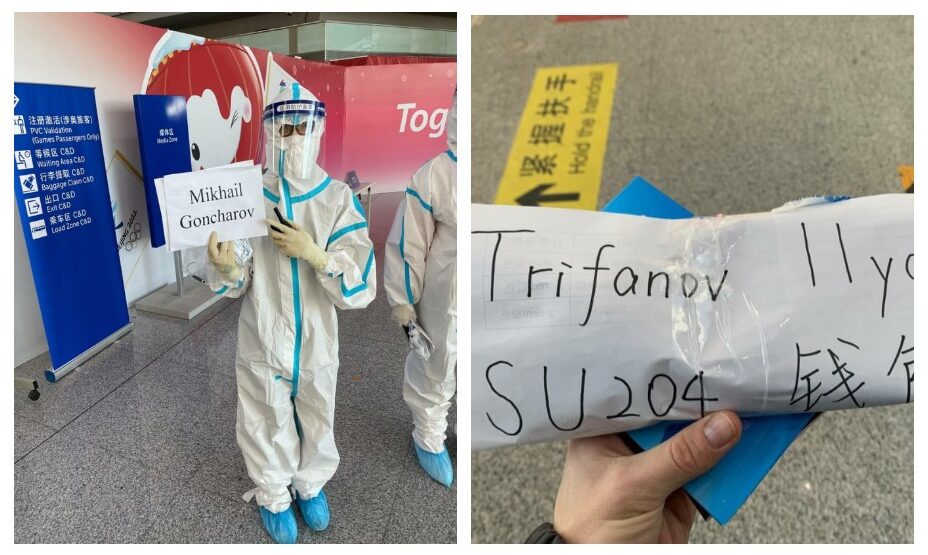 注册激活(涉奥旅客)
PVC Validation
(Games Passengers Only)
等候区 C&D
Waiting Area C&D
行李提取 C&D
Baggage Claim C&D
出口 C&D
Exit C&D
乘车区 C&D
Load Zone C&D
媒体区
Media Zone
Mikhail
Goncharov
Tog
紧握扶手
Hold the handrail
Trifanov Ilya
SU204 钱包